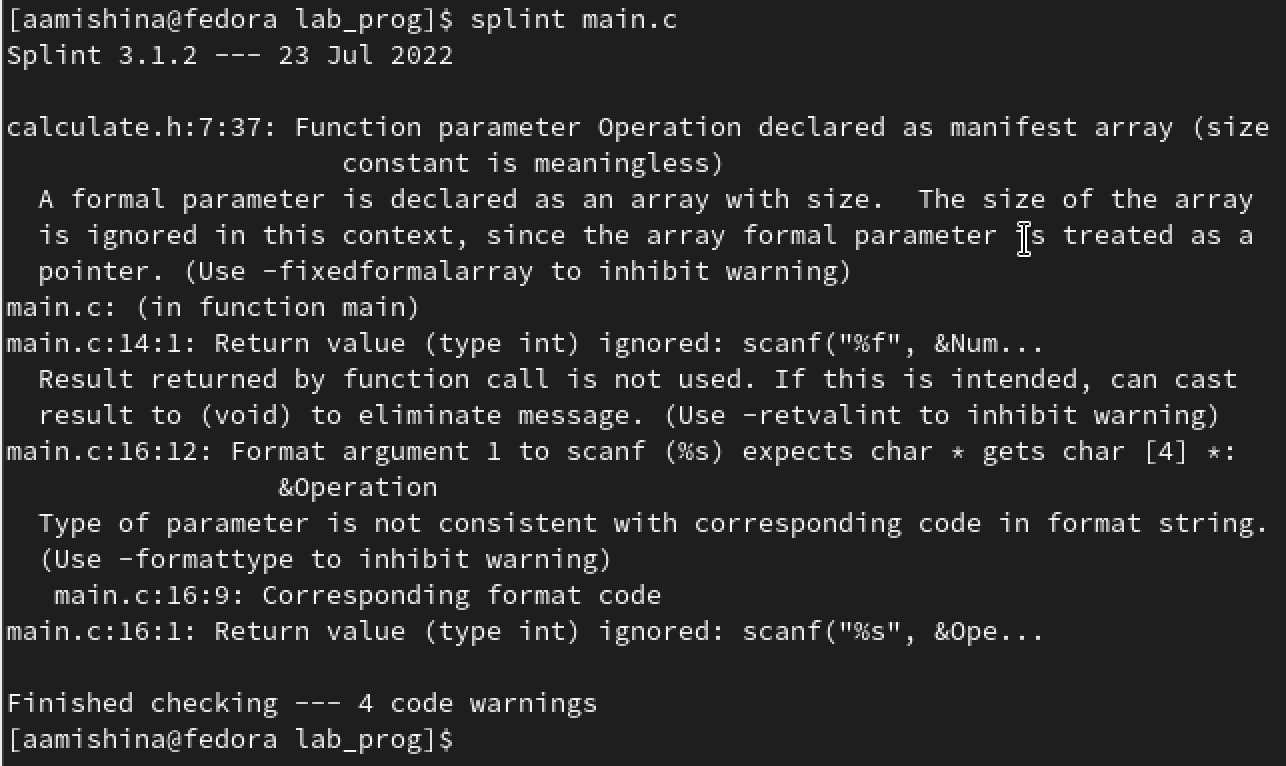 [aamishina@fedora lab_prog]$ splint main.c
Splint 3.1.2 --- 23 Jul 2022
calculate.h:7:37: Function parameter Operation declared as manifest array (size
constant is meaningless)
A formal parameter is declared as an array with size.  The size of the array
is ignored in this context, since the array formal parameter is treated as a
pointer. (Use -fixedformalarray to inhibit warning)
main.c: (in function main)
main.c:14:1: Return value (type int) ignored: scanf("%f", &Num...
Result returned by function call is not used. If this is intended, can cast
result to (void) to eliminate message. (Use -retvalint to inhibit warning)
main.c:16:12: Format argument 1 to scanf (%s) expects char * gets char [4] *:
&Operation
Type of parameter is not consistent with corresponding code in format string.
(Use -formattype to inhibit warning)
main.c:16:9: Corresponding format code
main.c:16:1: Return value (type int) ignored: scanf("%s", &Ope...
Finished checking --- 4 code warnings
[aamishina@fedora lab_prog]$